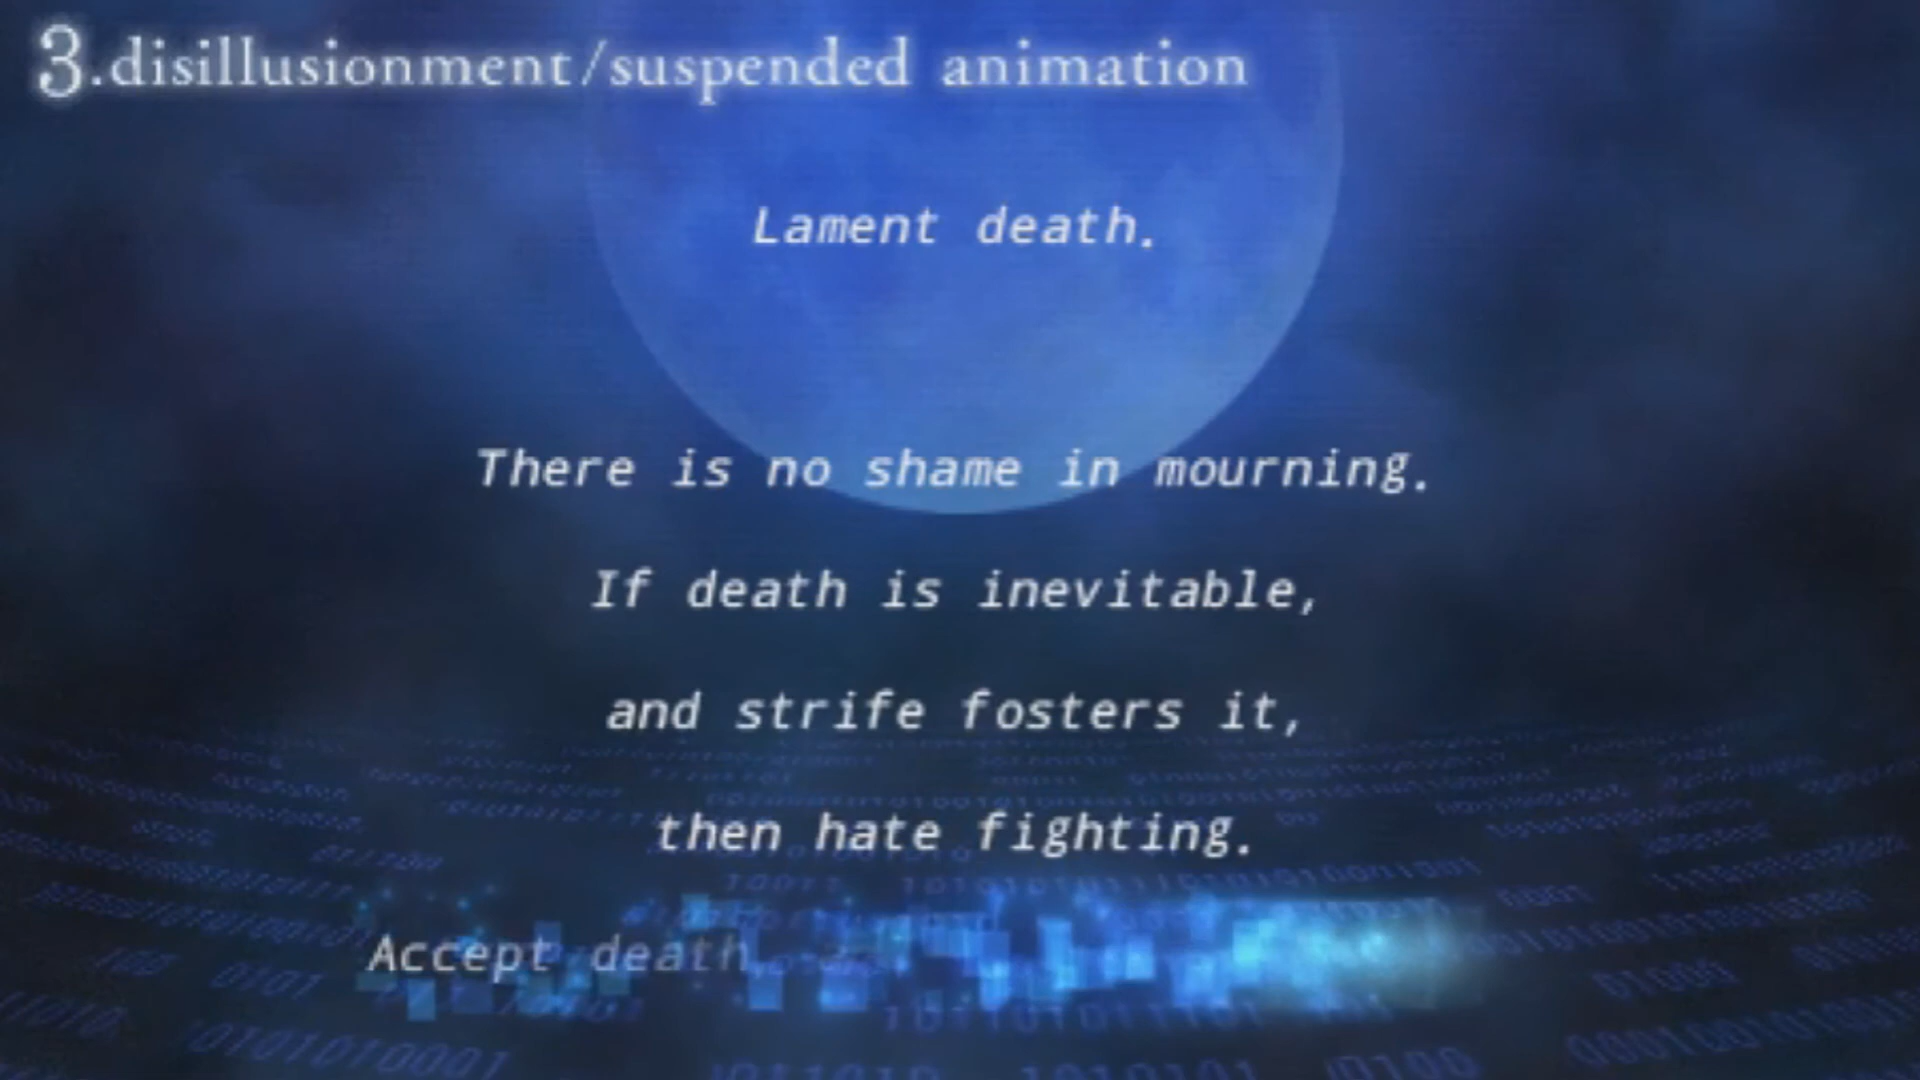 3.disillusionment/suspended animation
Lament death.
There is no shame in mourning.
If death is inevitable,
and strife fosters it,
then hate fighting.
Accept death